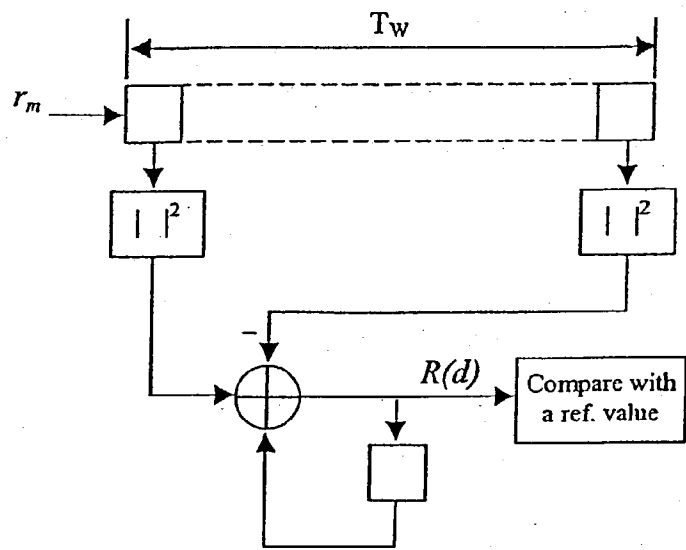 T_W
r_m
| |²
| |²
−
R(d)
Compare with
a ref. value